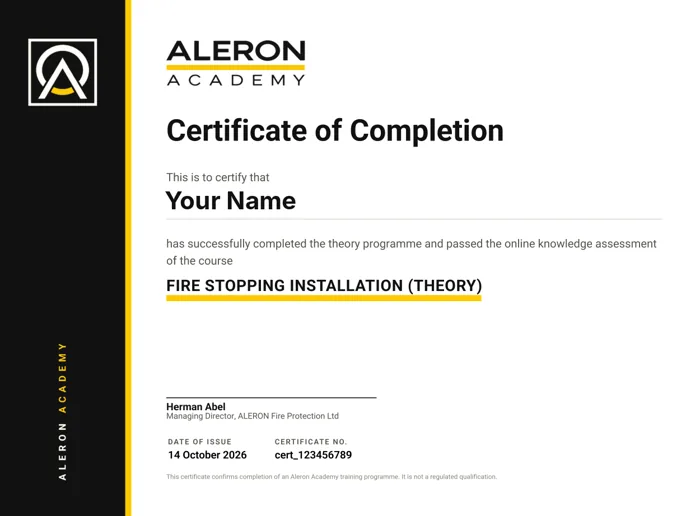 ALERON
ACADEMY
Certificate of Completion
This is to certify that
Your Name
has successfully completed the theory programme and passed the online knowledge assessment
of the course
FIRE STOPPING INSTALLATION (THEORY)
Herman Abel
Managing Director, ALERON Fire Protection Ltd
DATE OF ISSUE
14 October 2026
CERTIFICATE NO.
cert_123456789
This certificate confirms completion of an Aleron Academy training programme. It is not a regulated qualification.
ALERON ACADEMY